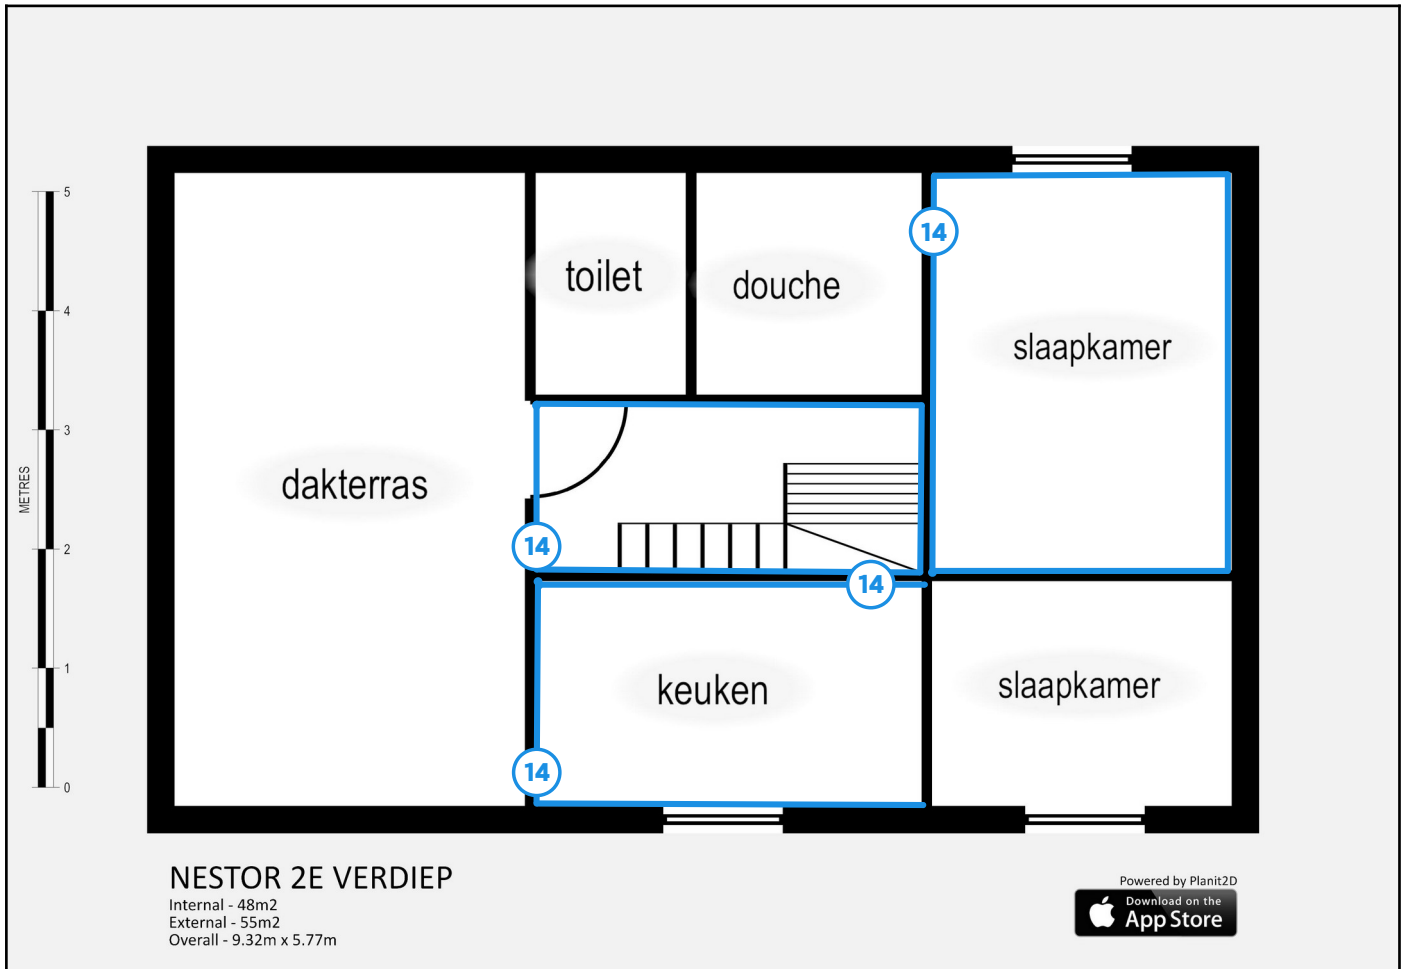 5
4
3
2
1
0
METRES
14
toilet
douche
slaapkamer
dakterras
14
14
keuken
slaapkamer
14
NESTOR 2E VERDIEP
Internal - 48m2
External - 55m2
Overall - 9.32m x 5.77m
Powered by Planit2D
Download on the
App Store